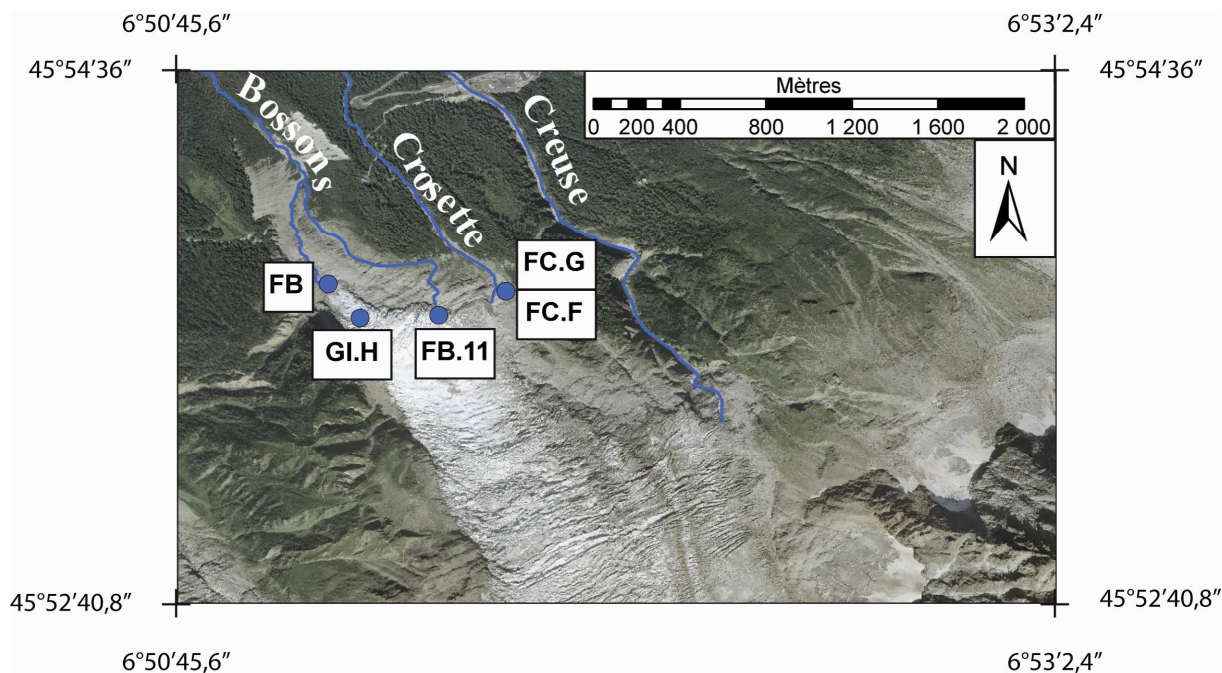 6°50′45,6″
6°53′2,4″
45°54′36″
45°54′36″
Mètres
0 200 400 800 1 200 1 600 2 000
N
Bossons
Crosette
Creuse
FC.G
FB
FC.F
GI.H
FB.11
45°52′40,8″
45°52′40,8″
6°50′45,6″
6°53′2,4″